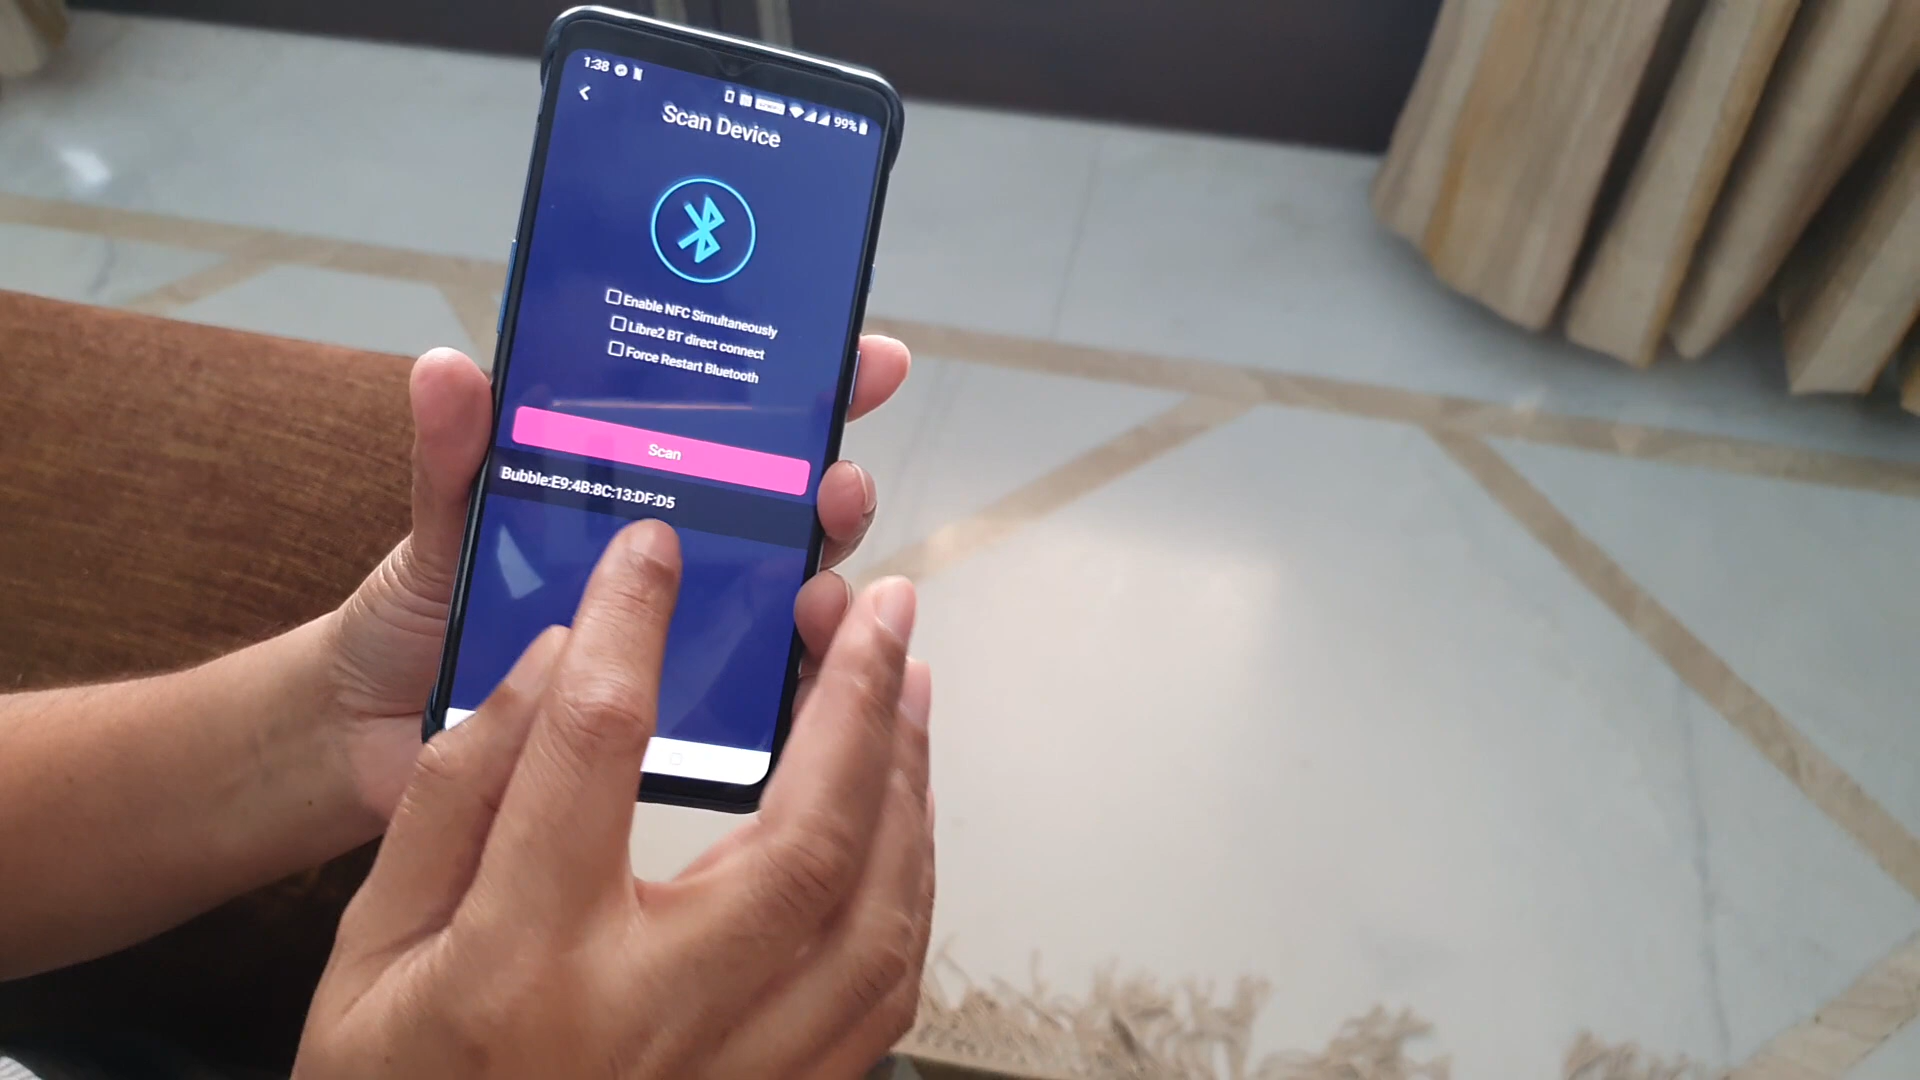 1:38
99%
Scan Device
Enable NFC Simultaneously
Libre2 BT direct connect
Force Restart Bluetooth
Scan
Bubble:E9:4B:8C:13:DF:D5